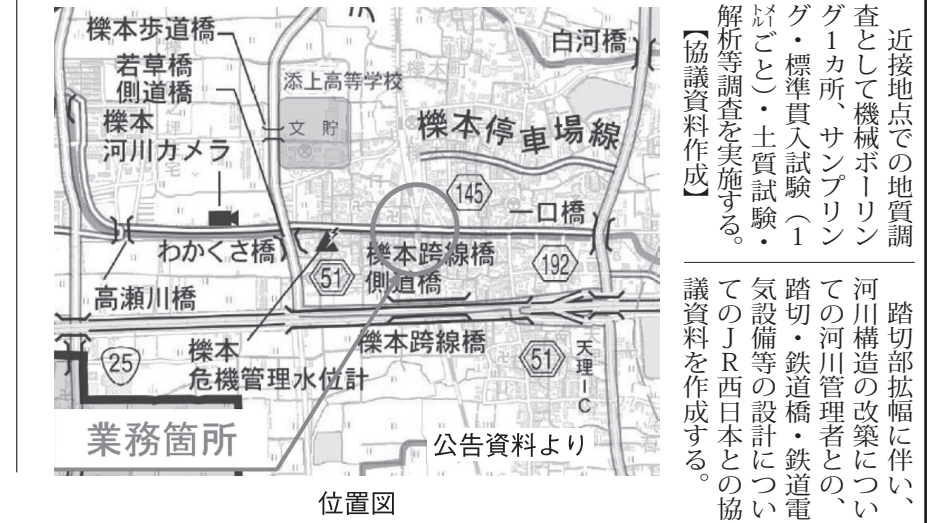 近接地点での地質調
査として機械ボーリン
グ1ヵ所、サンプリン
グ・標準貫入試験（1
㍍ごと）・土質試験・
解析等調査を実施する。
【協議資料作成】
踏切部拡幅に伴い、
河川構造の改築につい
ての河川管理者との、
踏切・鉄道橋・鉄道電
気設備等の設計につい
てのJR西日本との協
議資料を作成する。
櫟本歩道橋
若草橋
側道橋
櫟本
河川カメラ
添上高等学校
文 貯
白河橋
櫟本停車場線
145
一口橋
わかくさ橋
51
櫟本跨線橋
側道橋
192
高瀬川橋
25
櫟本
危機管理水位計
櫟本跨線橋
51
天理IC
業務箇所
公告資料より
位置図